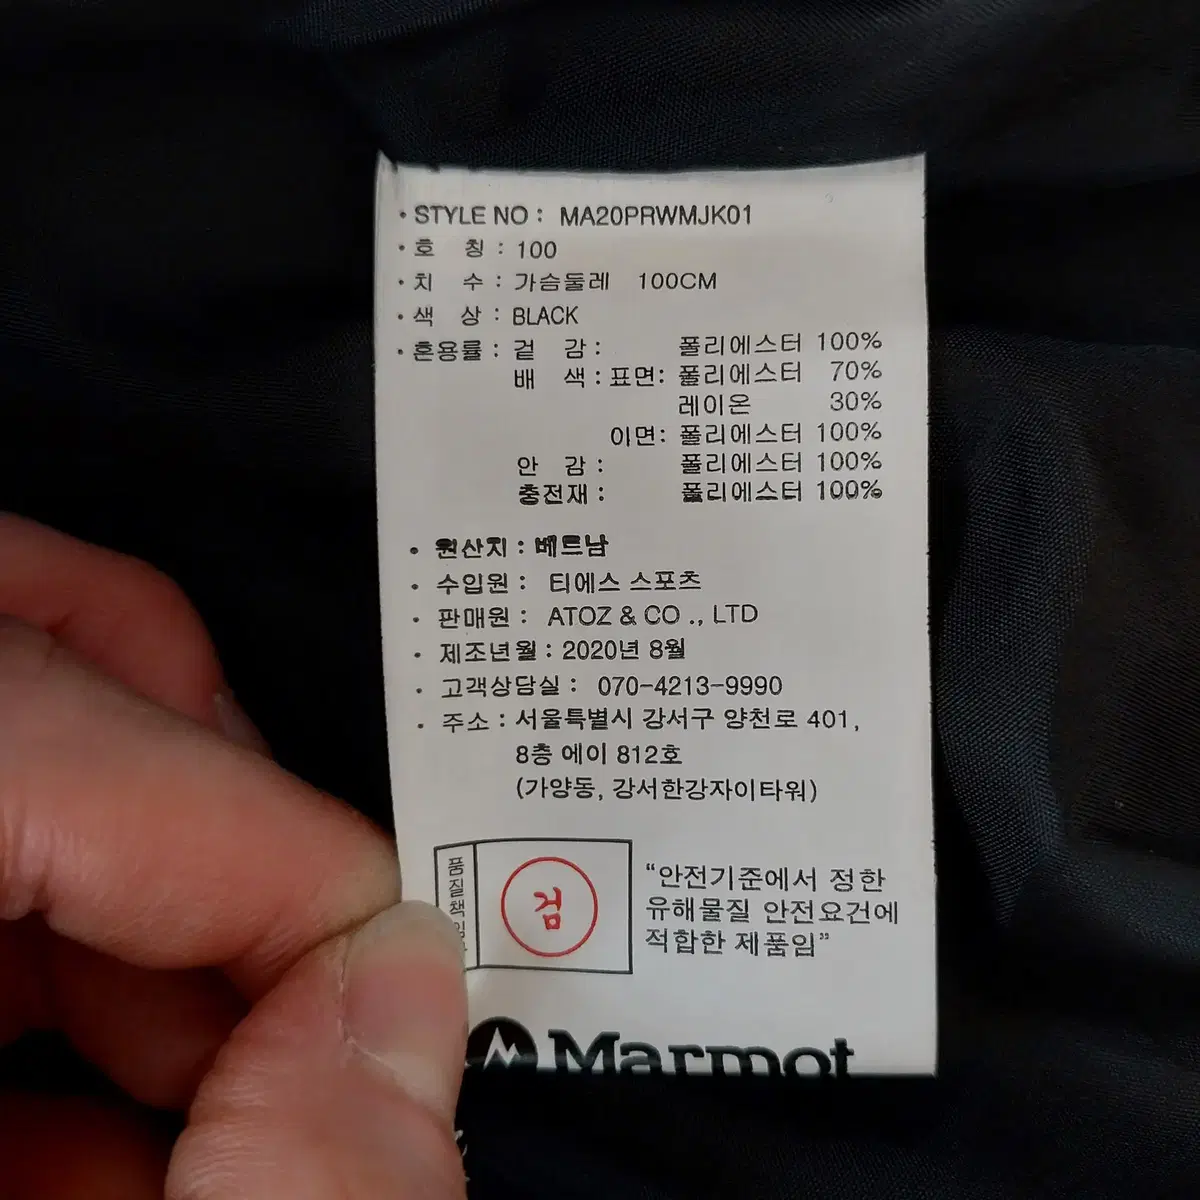 · STYLE NO : MA20PRWMJK01
· 호 칭 : 100
· 치 수 : 가슴둘레 100CM
· 색 상 : BLACK
· 혼용률 : 겉 감 : 폴리에스터 100%
배 색 : 표면: 폴리에스터 70%
레이온 30%
이면: 폴리에스터 100%
안 감 : 폴리에스터 100%
충전재 : 폴리에스터 100%
· 원산지 : 베트남
· 수입원 : 티에스 스포츠
· 판매원 : ATOZ & CO ., LTD
· 제조년월 : 2020년 8월
· 고객상담실 : 070-4213-9990
· 주소 : 서울특별시 강서구 양천로 401,
8층 에이 812호
(가양동, 강서한강자이타워)
품질책임
검
“안전기준에서 정한
유해물질 안전요건에
적합한 제품임”
Marmot